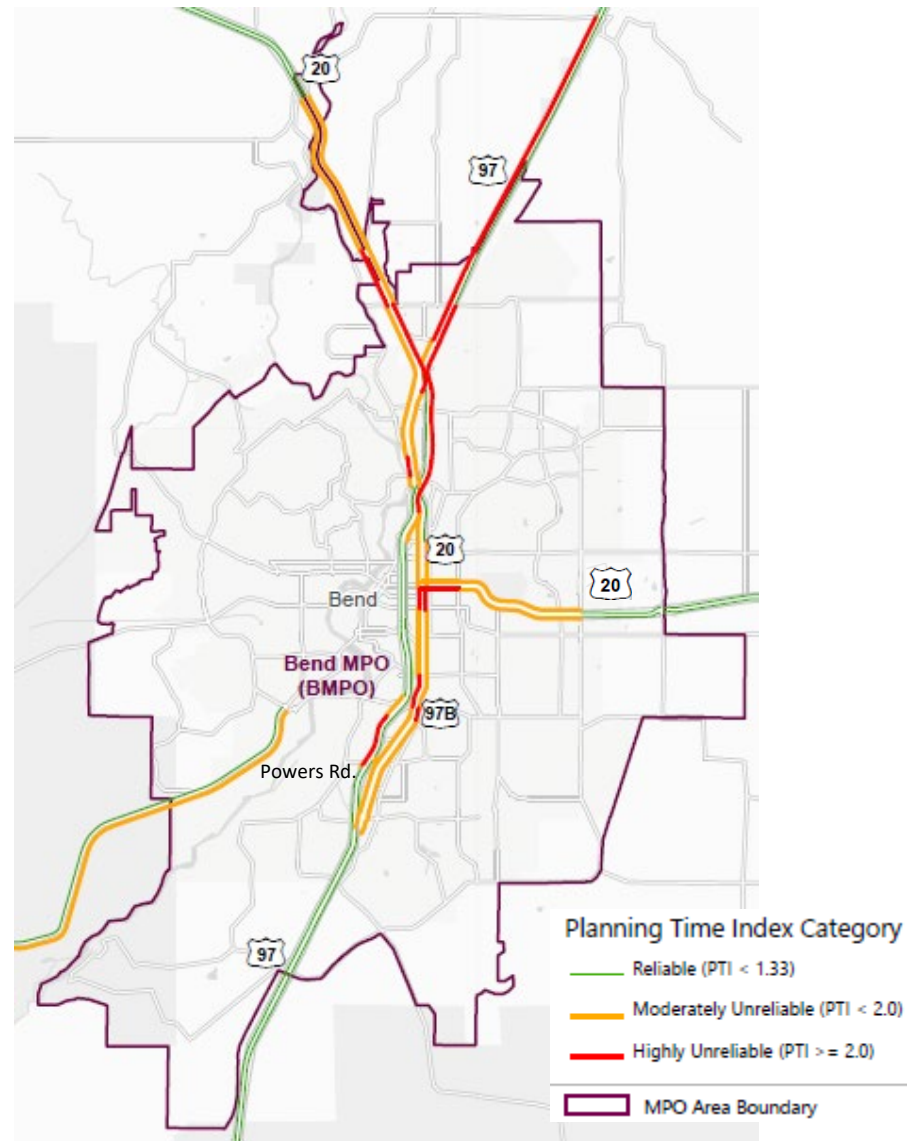 20
97
20
20
Bend
Bend MPO
(BMPO)
97B
Powers Rd.
97
Planning Time Index Category
Reliable (PTI < 1.33)
Moderately Unreliable (PTI < 2.0)
Highly Unreliable (PTI >= 2.0)
MPO Area Boundary